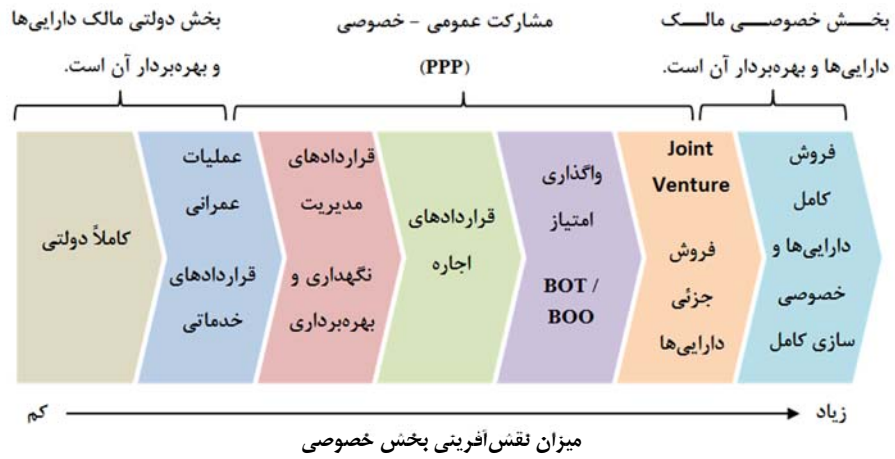 بخش خصوصی مالک
دارایی‌ها و بهره‌بردار آن است.
مشارکت عمومی - خصوصی
(PPP)
بخش دولتی مالک دارایی‌ها
و بهره‌بردار آن است.
فروش
کامل
دارایی‌ها و
خصوصی
سازی کامل
Joint
Venture
فروش
جزئی
دارایی‌ها
واگذاری
امتیاز
BOT /
BOO
قراردادهای
اجاره
قراردادهای
مدیریت
نگهداری و
بهره‌برداری
عملیات
عمرانی
قراردادهای
خدماتی
کاملاً دولتی
زیاد
کم
میزان نقش‌آفرینی بخش خصوصی